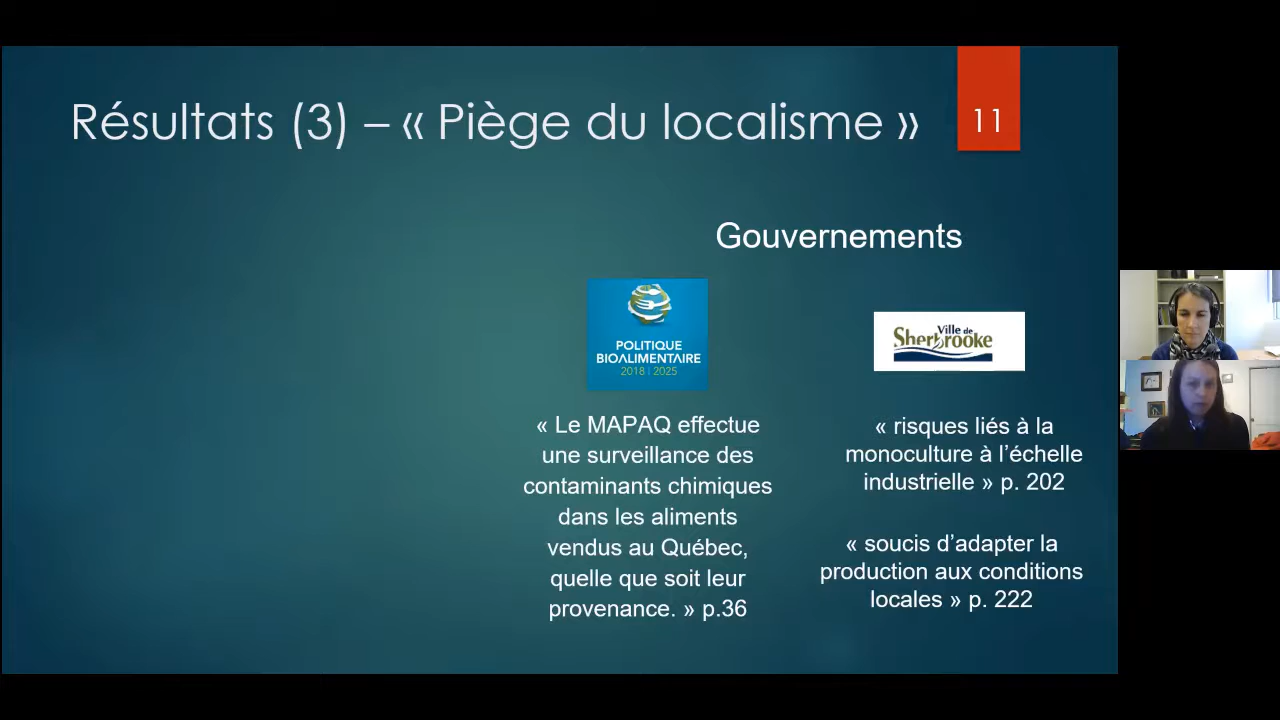 Résultats (3) – « Piège du localisme »
11
Gouvernements
POLITIQUE
BIOALIMENTAIRE
2018 | 2025
« Le MAPAQ effectue
une surveillance des
contaminants chimiques
dans les aliments
vendus au Québec,
quelle que soit leur
provenance. » p.36
Ville de
Sherbrooke
« risques liés à la
monoculture à l’échelle
industrielle » p. 202
« soucis d’adapter la
production aux conditions
locales » p. 222